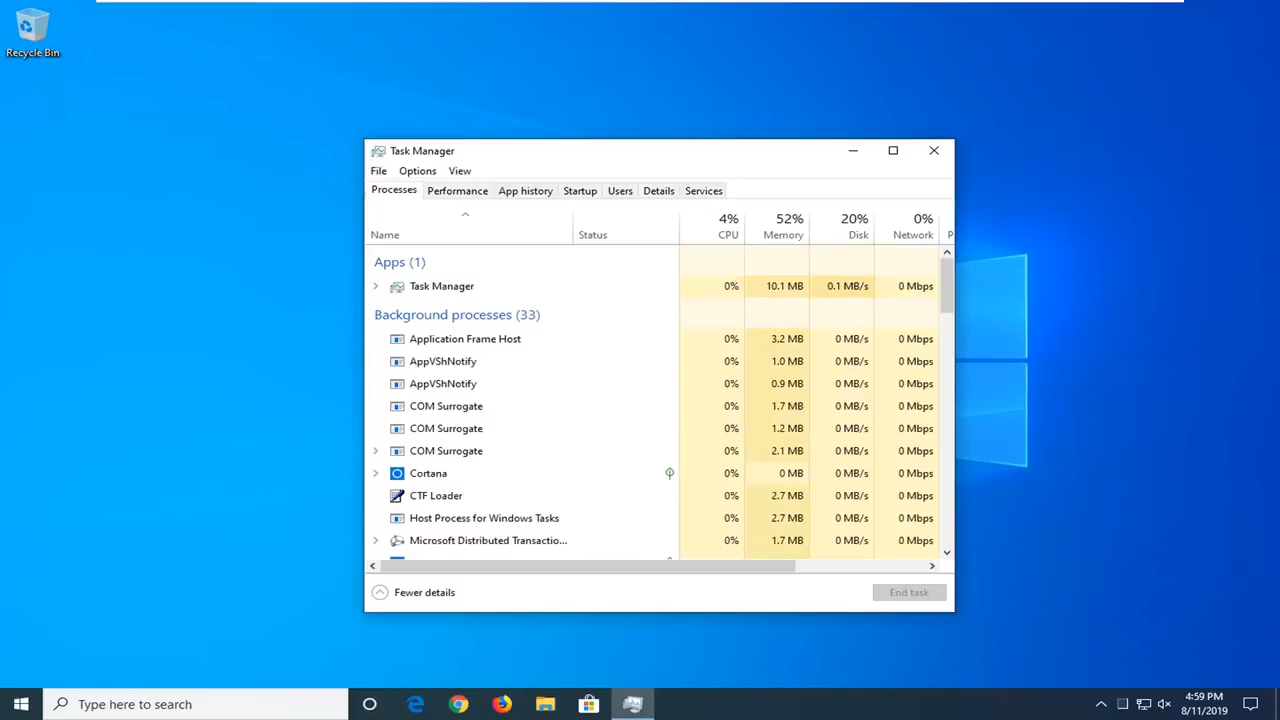 Recycle Bin
Task Manager
File Options View
Processes Performance App history Startup Users Details Services
4% 52% 20% 0%
Name Status CPU Memory Disk Network P
Apps (1)
Task Manager 0% 10.1 MB 0.1 MB/s 0 Mbps
Background processes (33)
Application Frame Host 0% 3.2 MB 0 MB/s 0 Mbps
AppVShNotify 0% 1.0 MB 0 MB/s 0 Mbps
AppVShNotify 0% 0.9 MB 0 MB/s 0 Mbps
COM Surrogate 0% 1.7 MB 0 MB/s 0 Mbps
COM Surrogate 0% 1.2 MB 0 MB/s 0 Mbps
COM Surrogate 0% 2.1 MB 0 MB/s 0 Mbps
Cortana 0% 0 MB 0 MB/s 0 Mbps
CTF Loader 0% 2.7 MB 0 MB/s 0 Mbps
Host Process for Windows Tasks 0% 2.7 MB 0 MB/s 0 Mbps
Microsoft Distributed Transactio... 0% 1.7 MB 0 MB/s 0 Mbps
Fewer details End task
Type here to search
4:59 PM
8/11/2019